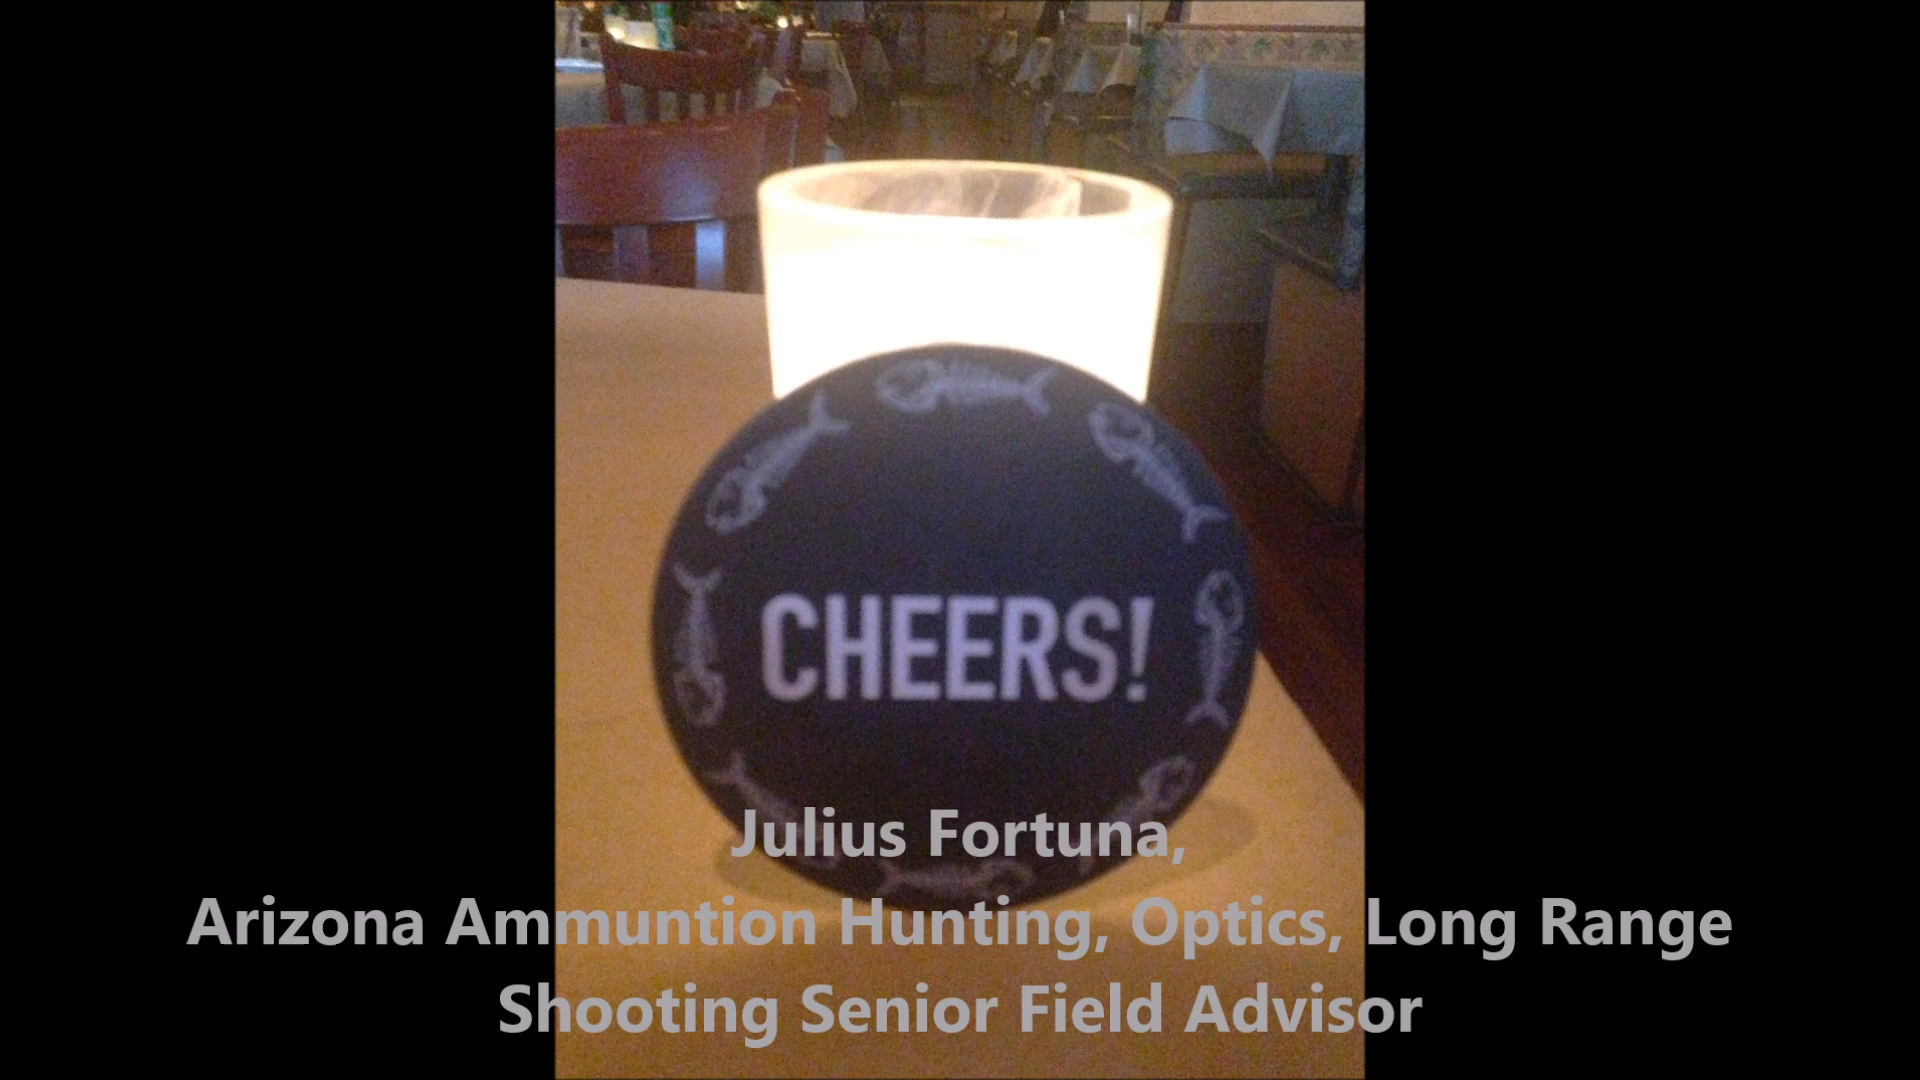 CHEERS!
Julius Fortuna,
Arizona Ammuntion Hunting, Optics, Long Range
Shooting Senior Field Advisor